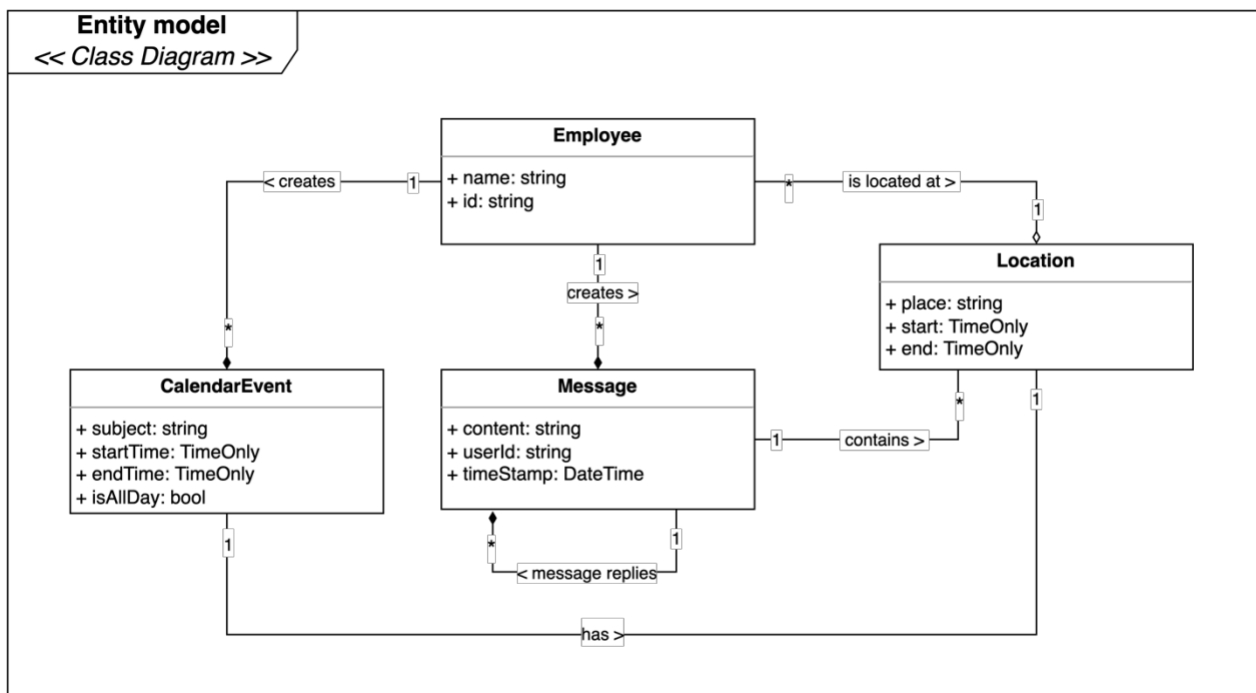 Entity model
<< Class Diagram >>
Employee
+ name: string
+ id: string
< creates
1
*
is located at >
1
1
creates >
*
*
Location
+ place: string
+ start: TimeOnly
+ end: TimeOnly
CalendarEvent
+ subject: string
+ startTime: TimeOnly
+ endTime: TimeOnly
+ isAllDay: bool
Message
+ content: string
+ userId: string
+ timeStamp: DateTime
*
1
1
contains >
1
*
1
< message replies
has >